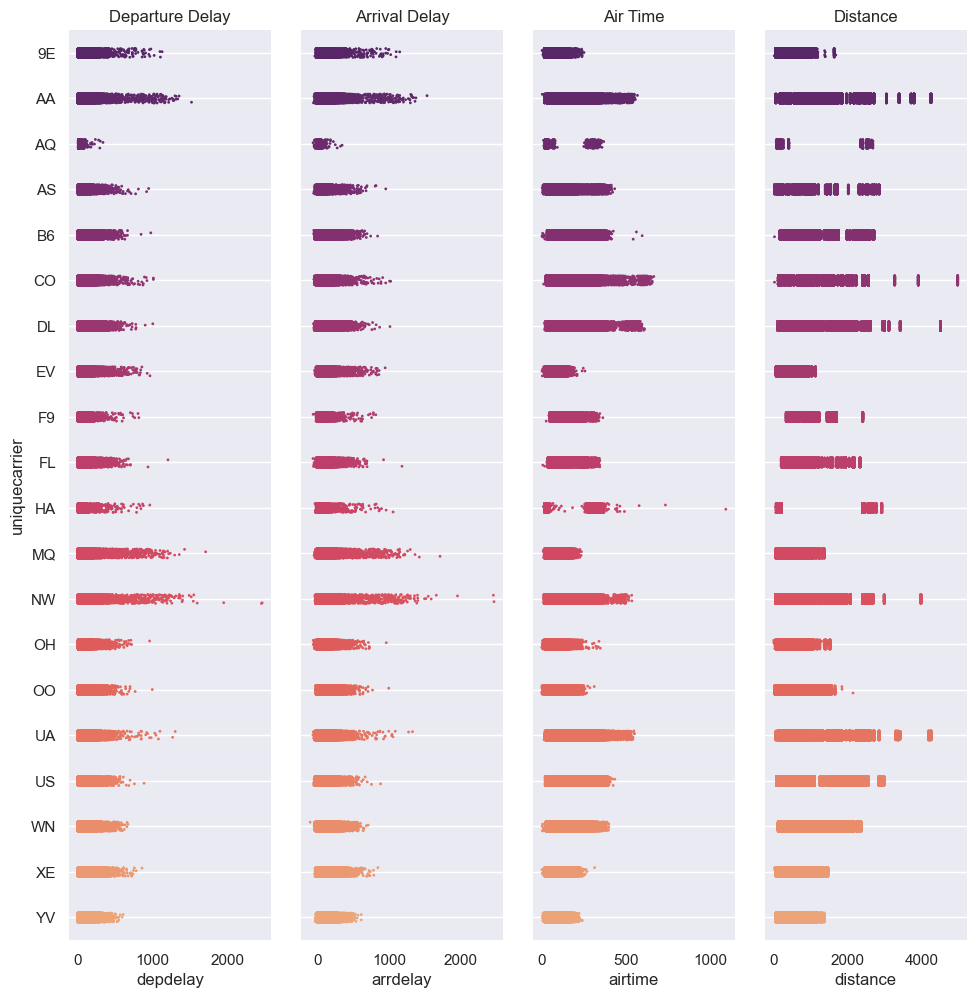 Departure Delay
Arrival Delay
Air Time
Distance
uniquecarrier
9E
AA
AQ
AS
B6
CO
DL
EV
F9
FL
HA
MQ
NW
OH
OO
UA
US
WN
XE
YV
0 1000 2000
depdelay
0 1000 2000
arrdelay
0 500 1000
airtime
0 2000 4000
distance